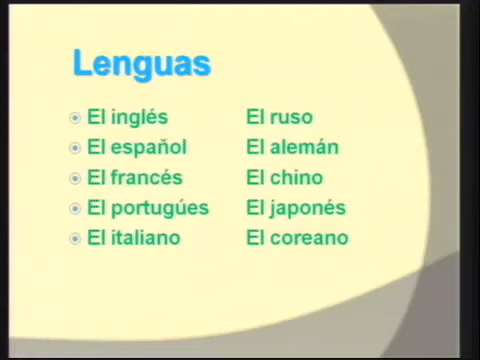 Lenguas
El inglés
El español
El francés
El portugúes
El italiano
El ruso
El alemán
El chino
El japonés
El coreano